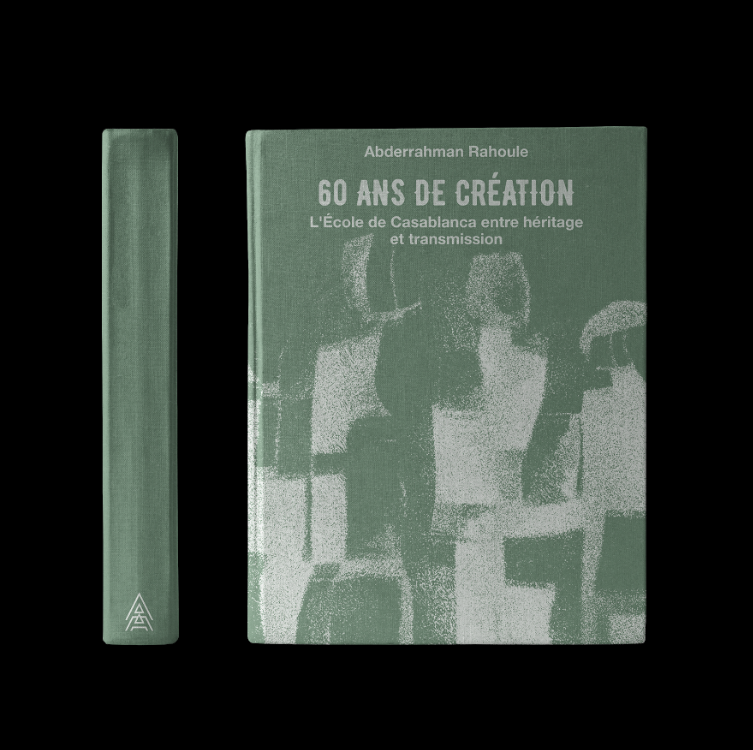 Abderrahman Rahoule
60 ANS DE CRÉATION
L'École de Casablanca entre héritage
et transmission